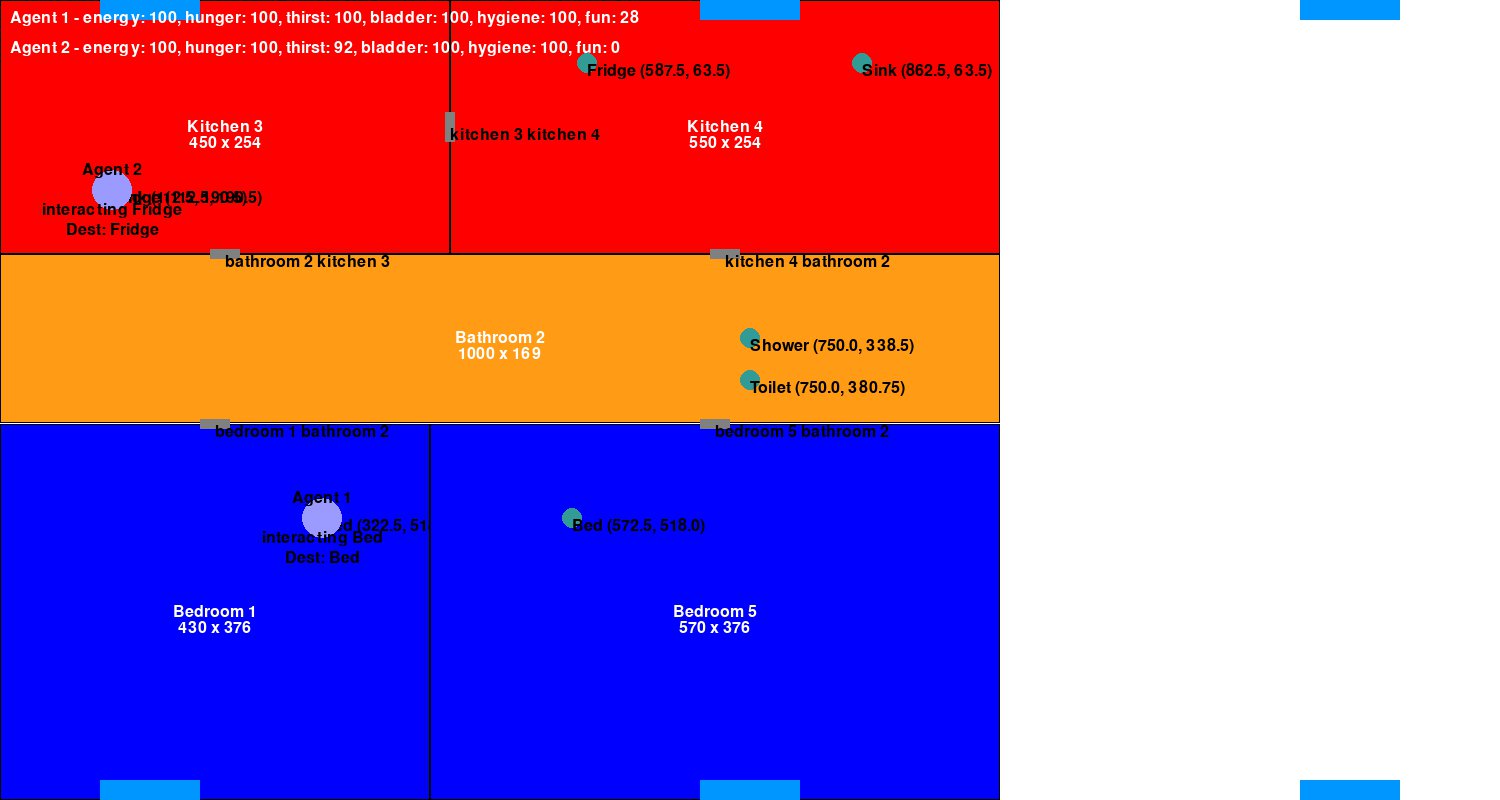 Agent 1 - energy: 100, hunger: 100, thirst: 100, bladder: 100, hygiene: 100, fun: 28
Agent 2 - energy: 100, hunger: 100, thirst: 92, bladder: 100, hygiene: 100, fun: 0
Fridge (587.5, 63.5)
Sink (862.5, 63.5)
Kitchen 3
450 x 254
kitchen 3 kitchen 4
Kitchen 4
550 x 254
Agent 2
interacting Fridge
Dest: Fridge
bathroom 2 kitchen 3
kitchen 4 bathroom 2
Bathroom 2
1000 x 169
Shower (750.0, 338.5)
Toilet (750.0, 380.75)
bedroom 1 bathroom 2
bedroom 5 bathroom 2
Agent 1
(322.5,
interacting Bed
Dest: Bed
Bed (572.5, 518.0)
Bedroom 1
430 x 376
Bedroom 5
570 x 376